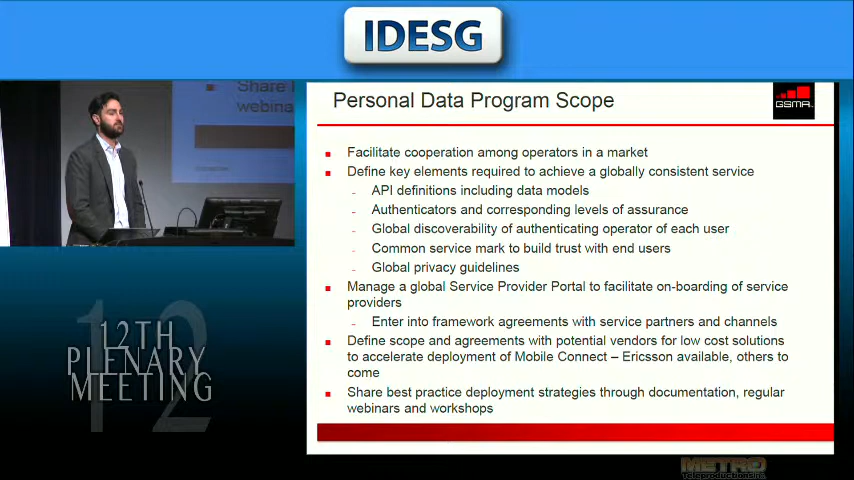 IDESG
Share
webina
Personal Data Program Scope
GSMA
Facilitate cooperation among operators in a market
Define key elements required to achieve a globally consistent service
API definitions including data models
Authenticators and corresponding levels of assurance
Global discoverability of authenticating operator of each user
Common service mark to build trust with end users
Global privacy guidelines
Manage a global Service Provider Portal to facilitate on-boarding of service
providers
Enter into framework agreements with service partners and channels
Define scope and agreements with potential vendors for low cost solutions
to accelerate deployment of Mobile Connect – Ericsson available, others to
come
Share best practice deployment strategies through documentation, regular
webinars and workshops
12
12TH
PLENARY
MEETING
METRO
Teleproductions